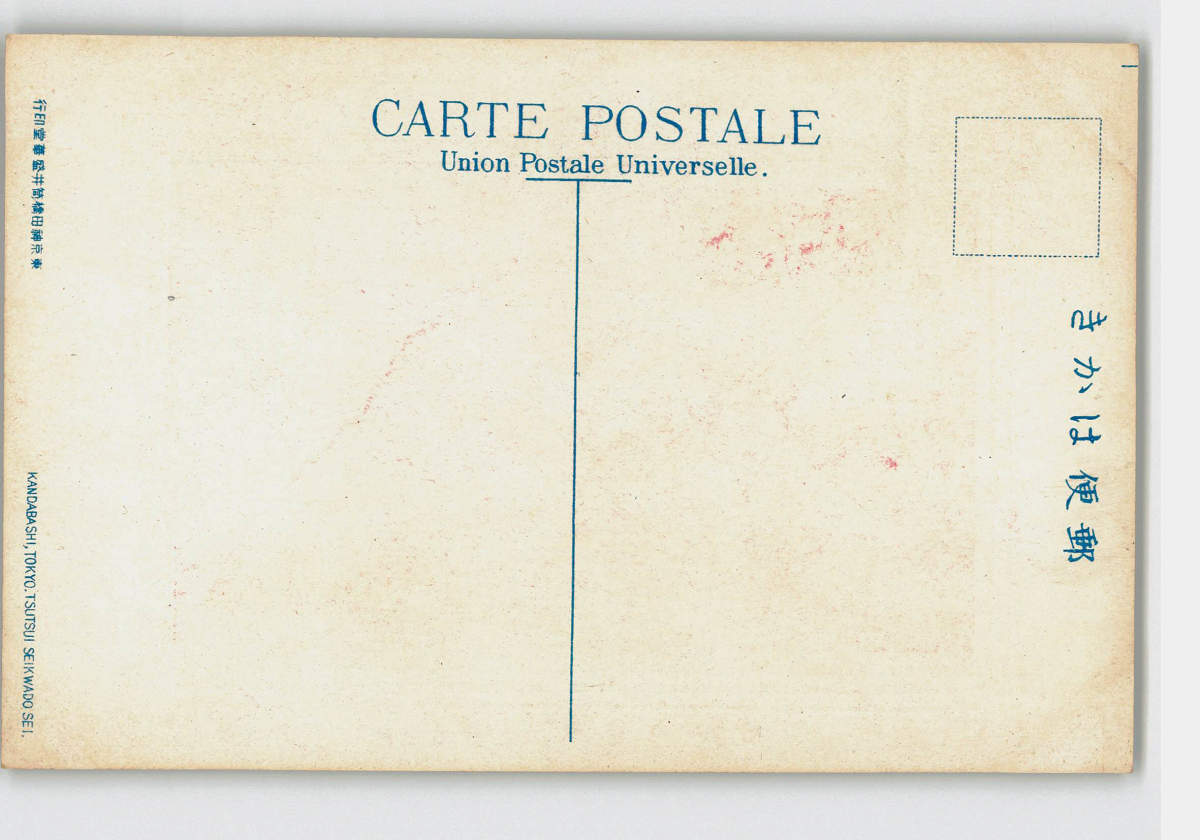 CARTE POSTALE
Union Postale Universelle.
郵便はかき
東京神田橋筒井盛華堂印行
KANDABASHI, TOKYO. TSUTSUI SEIKWADO SEI.